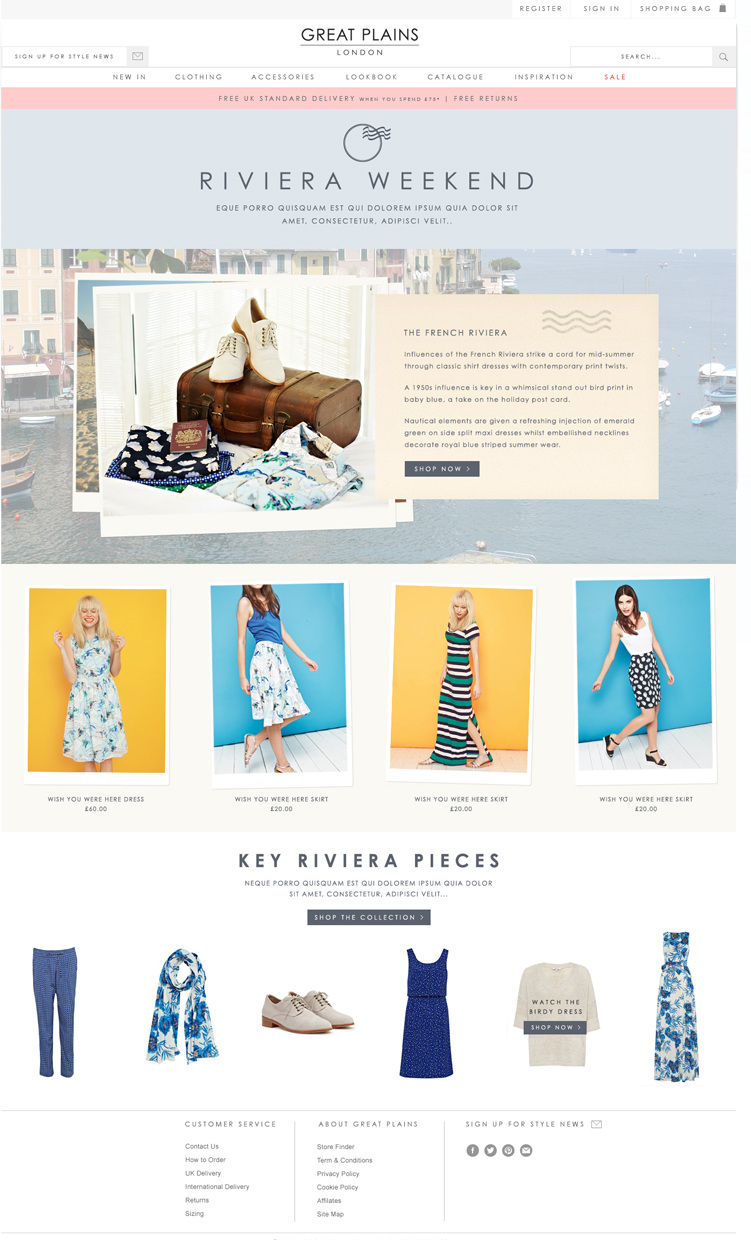 REGISTER
SIGN IN
SHOPPING BAG
GREAT PLAINS
LONDON
SIGN UP FOR STYLE NEWS
SEARCH...
NEW IN
CLOTHING
ACCESSORIES
LOOKBOOK
CATALOGUE
INSPIRATION
SALE
FREE UK STANDARD DELIVERY WHEN YOU SPEND £75* | FREE RETURNS
RIVIERA WEEKEND
EQUE PORRO QUISQUAM EST QUI DOLOREM IPSUM QUIA DOLOR SIT
AMET, CONSECTETUR, ADIPISCI VELIT..
THE FRENCH RIVIERA
Influences of the French Riviera strike a cord for mid-summer
through classic shirt dresses with contemporary print twists.
A 1950s influence is key in a whimsical stand out bird print in
baby blue, a take on the holiday post card.
Nautical elements are given a refreshing injection of emerald
green on side split maxi dresses whilst embellished necklines
decorate royal blue striped summer wear.
SHOP NOW
WISH YOU WERE HERE DRESS
£60.00
WISH YOU WERE HERE SKIRT
£20.00
WISH YOU WERE HERE SKIRT
£20.00
WISH YOU WERE HERE SKIRT
£20.00
KEY RIVIERA PIECES
NEQUE PORRO QUISQUAM EST QUI DOLOREM IPSUM QUIA DOLOR
SIT AMET, CONSECTETUR, ADIPISCI VELIT...
SHOP THE COLLECTION
WATCH THE
BIRDY DRESS
SHOP NOW
CUSTOMER SERVICE
Contact Us
How to Order
UK Delivery
International Delivery
Returns
Sizing
ABOUT GREAT PLAINS
Store Finder
Term & Conditions
Privacy Policy
Cookie Policy
Affilates
Site Map
SIGN UP FOR STYLE NEWS